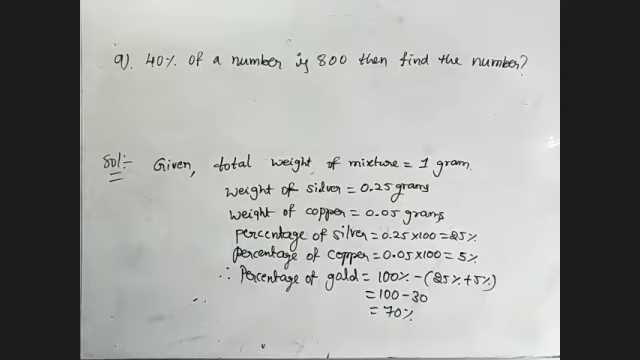 Q). 40% of a number is 800 then find the number?
Sol:- Given, total weight of mixture = 1 gram.
weight of silver = 0.25 grams
weight of copper = 0.05 grams
percentage of silver = 0.25×100 = 25%
percentage of copper = 0.05×100 = 5%
∴ Percentage of gold = 100% - (25% + 5%)
= 100 - 30
= 70%